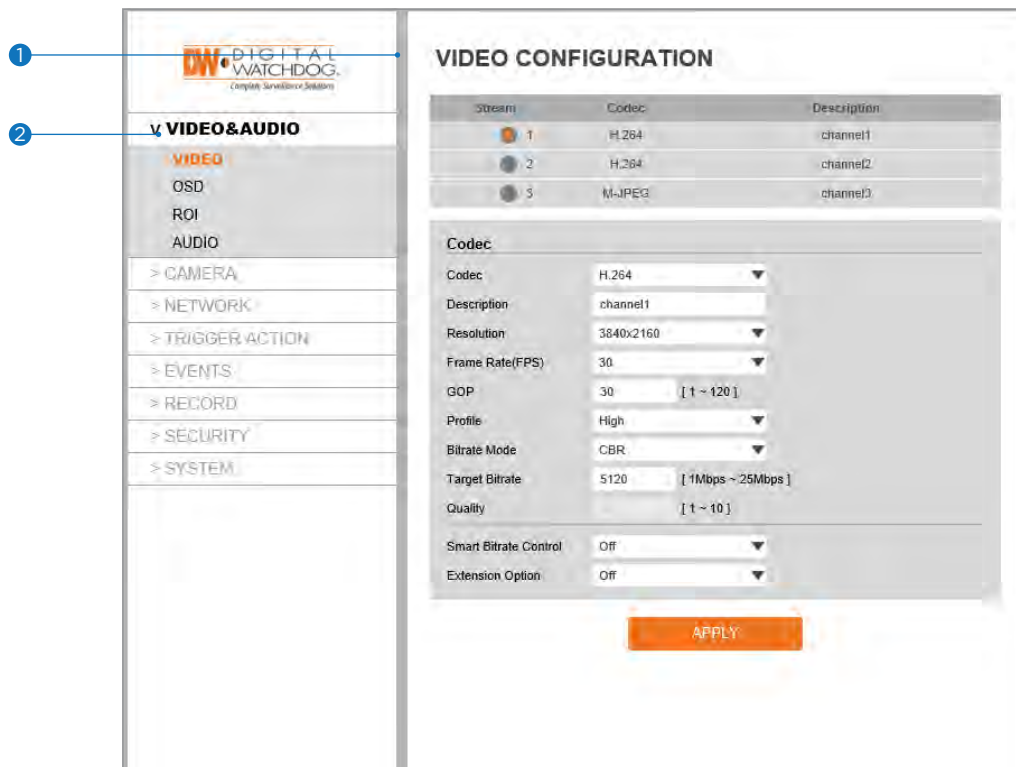 1
DW DIGITAL
WATCHDOG®
Complete Surveillance Solutions
2
v VIDEO&AUDIO
VIDEO
OSD
ROI
AUDIO
> CAMERA
> NETWORK
> TRIGGER ACTION
> EVENTS
> RECORD
> SECURITY
> SYSTEM
VIDEO CONFIGURATION
Stream Codec Description
1 H.264 channel1
2 H.264 channel2
3 M-JPEG channel3
Codec
Codec H.264
Description channel1
Resolution 3840x2160
Frame Rate(FPS) 30
GOP 30 [ 1 ~ 120 ]
Profile High
Bitrate Mode CBR
Target Bitrate 5120 [ 1Mbps ~ 25Mbps ]
Quality [ 1 ~ 10 ]
Smart Bitrate Control Off
Extension Option Off
APPLY